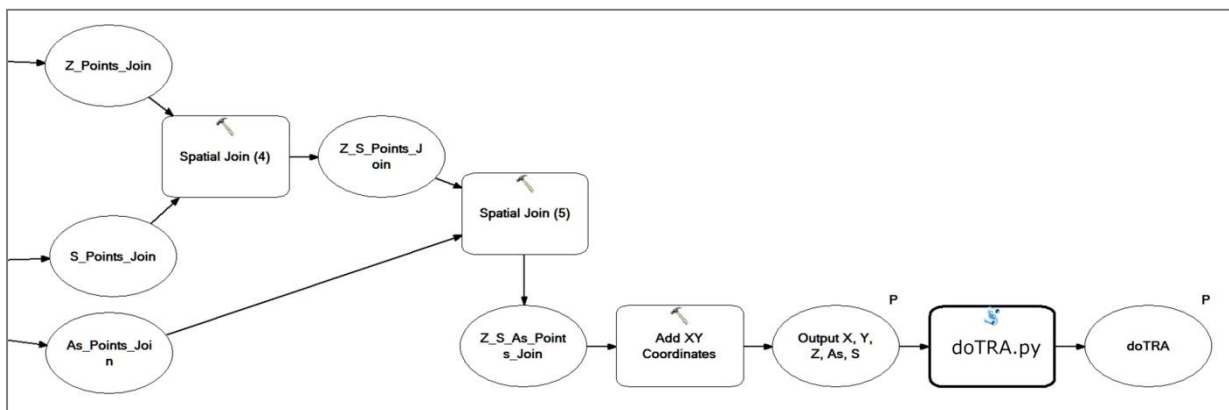 Z_Points_Join
Spatial Join (4)
Z_S_Points_J
oin
Spatial Join (5)
S_Points_Join
As_Points_Joi
n
Z_S_As_Point
s_Join
Add XY
Coordinates
P
Output X, Y,
Z, As, S
doTRA.py
P
doTRA